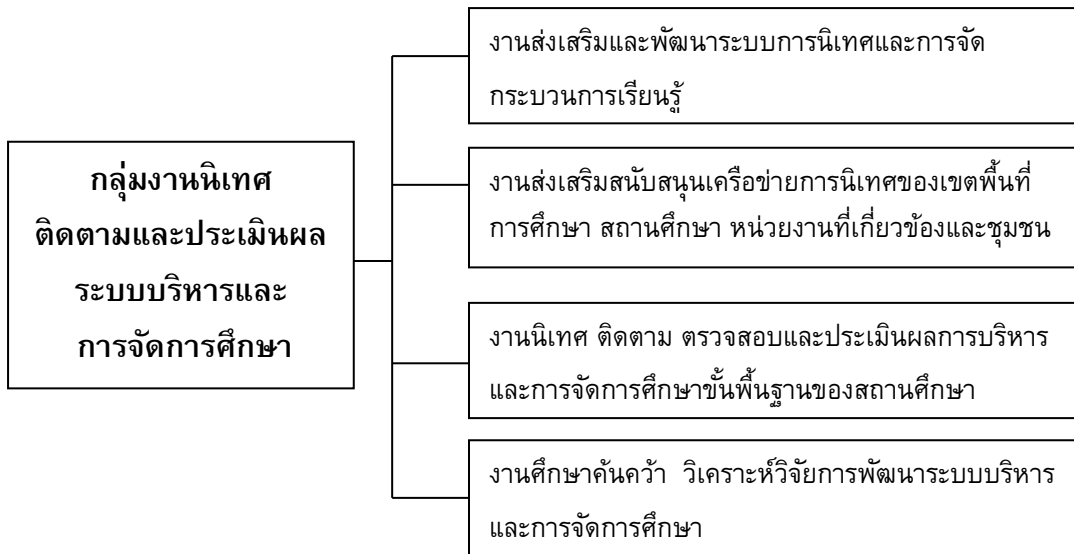 กลุ่มงานนิเทศ
ติดตามและประเมินผล
ระบบบริหารและ
การจัดการศึกษา
งานส่งเสริมและพัฒนาระบบการนิเทศและการจัด
กระบวนการเรียนรู้
งานส่งเสริมสนับสนุนเครือข่ายการนิเทศของเขตพื้นที่
การศึกษา สถานศึกษา หน่วยงานที่เกี่ยวข้องและชุมชน
งานนิเทศ ติดตาม ตรวจสอบและประเมินผลการบริหาร
และการจัดการศึกษาขั้นพื้นฐานของสถานศึกษา
งานศึกษาค้นคว้า วิเคราะห์วิจัยการพัฒนาระบบบริหาร
และการจัดการศึกษา